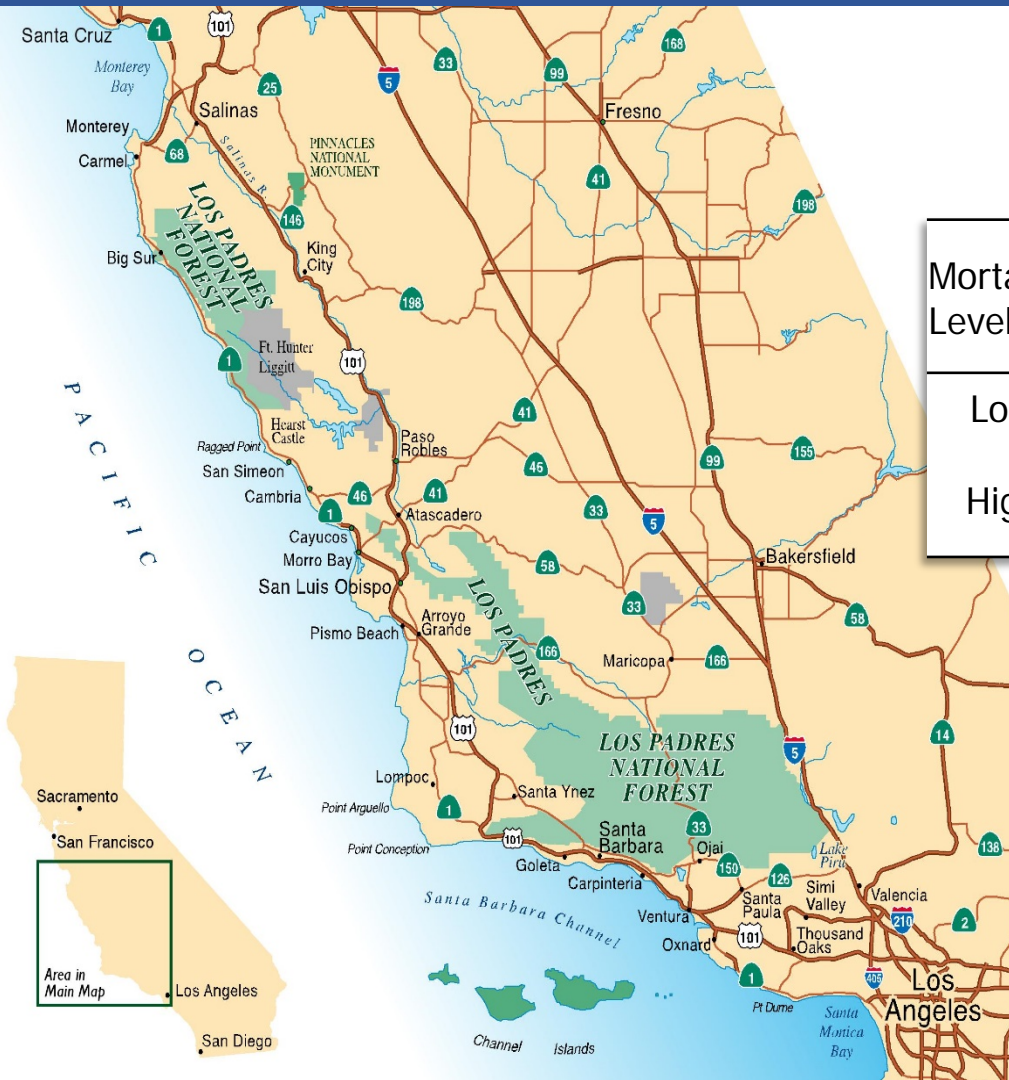 Santa Cruz
1
101
Monterey
Bay
33
5
99
168
25
Salinas
Fresno
Monterey
Carmel
68
Salinas R.
PINNACLES
NATIONAL
MONUMENT
41
198
146
LOS PADRES
NATIONAL
FOREST
Big Sur
King
City
198
Ft. Hunter
Liggitt
1
101
Hearst
Castle
41
Ragged Point
Paso
Robles
San Simeon
46
99
155
Cambria
46
41
33
5
1
Atascadero
Cayucos
Morro Bay
58
Bakersfield
San Luis Obispo
33
58
Pismo Beach
Arroyo
Grande
LOS PADRES
166
Maricopa
166
PACIFIC
OCEAN
101
LOS PADRES
NATIONAL
FOREST
5
14
Lompoc
Santa Ynez
Point Arguello
1
33
Point Conception
101
Santa
Barbara
Ojai
Lake
Piru
138
Goleta
150
126
Carpinteria
Santa
Paula
Simi
Valley
Valencia
Santa Barbara Channel
Ventura
210
2
Oxnard
101
Thousand
Oaks
1
405
Los
Angeles
Pt Dume
Santa
Monica
Bay
Channel Islands
Sacramento
San Francisco
Area in
Main Map
Los Angeles
San Diego
Morta
Level
Lo
Hig